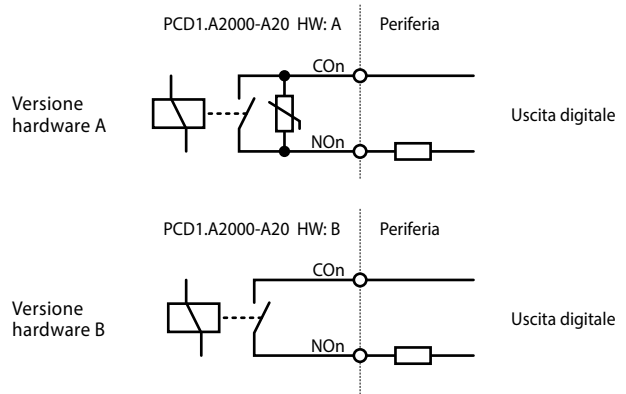 PCD1.A2000-A20 HW: A
Periferia
COn
Versione
hardware A
Uscita digitale
NOn
PCD1.A2000-A20 HW: B
Periferia
COn
Versione
hardware B
Uscita digitale
NOn